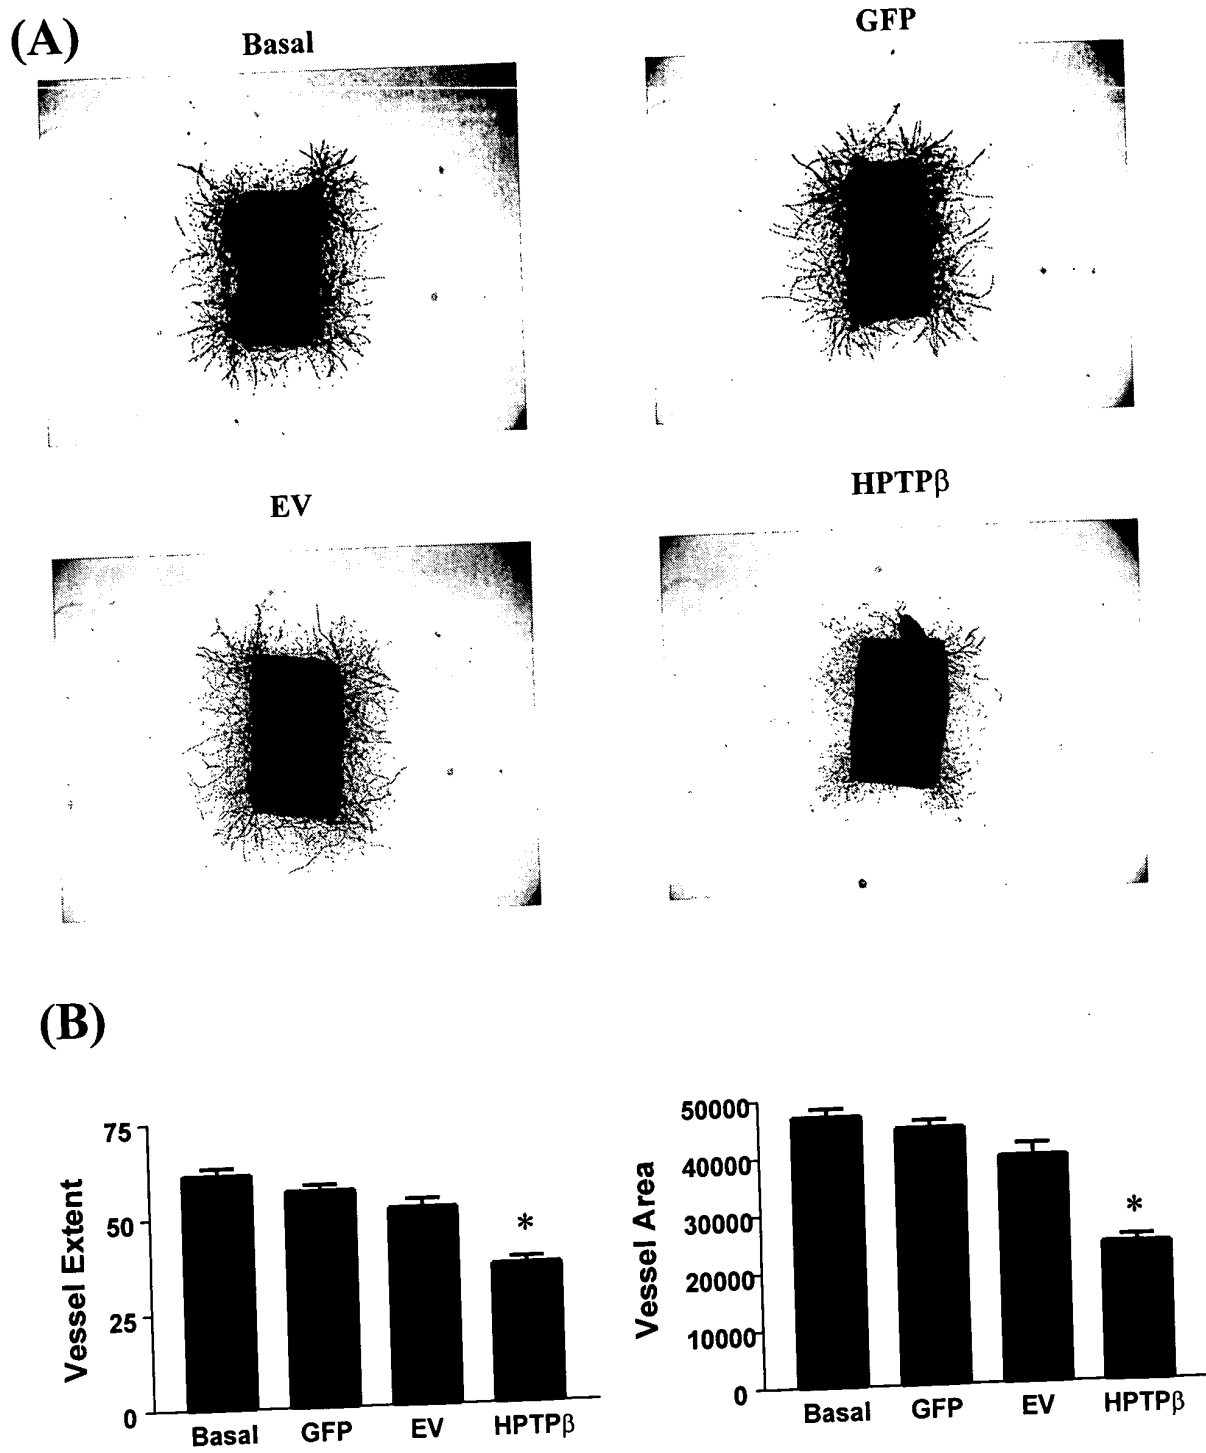 (A)
Basal
GFP
EV
HPTPβ
(B)
Vessel Extent
75
50
25
0
Basal GFP EV HPTPβ
*
Vessel Area
50000
40000
30000
20000
10000
0
Basal GFP EV HPTPβ
*